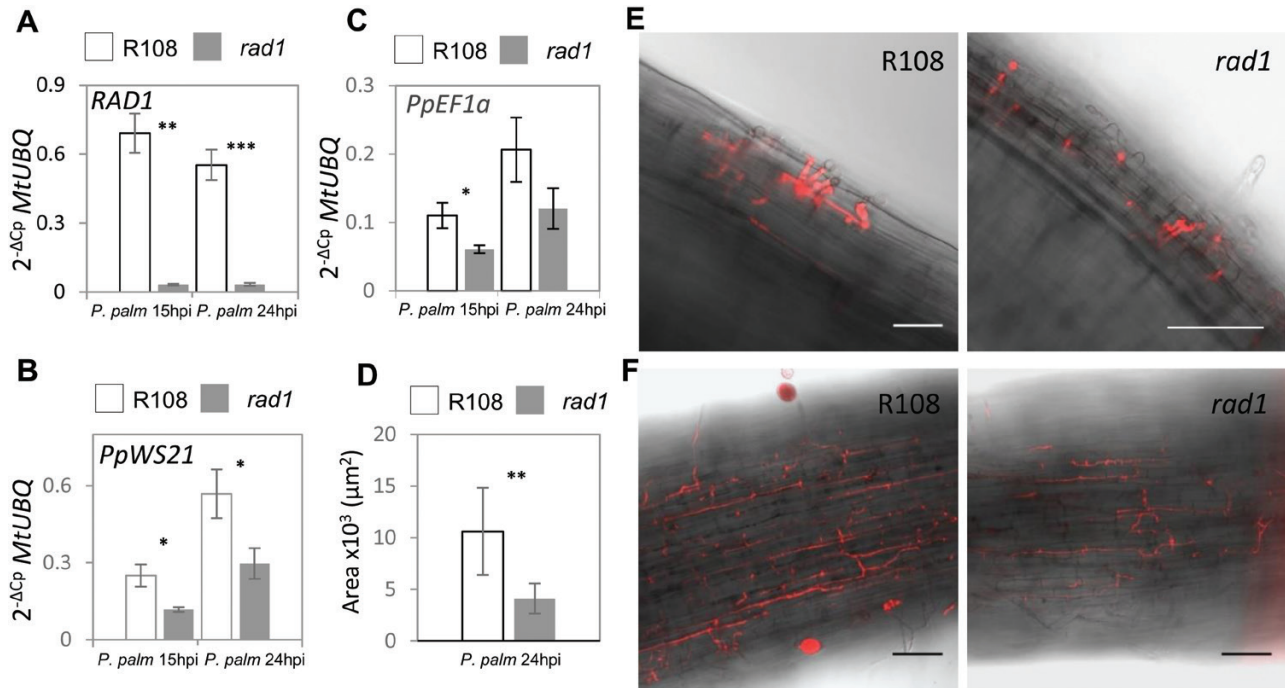 A
R108 rad1
RAD1
0.9
0.6
0.3
0
** ***
2^-ΔCp MtUBQ
P. palm 15hpi P. palm 24hpi
B
R108 rad1
PpWS21
0.6
0.3
0
* *
2^-ΔCp MtUBQ
P. palm 15hpi P. palm 24hpi
C
R108 rad1
PpEF1a
0.3
0.2
0.1
0
*
2^-ΔCp MtUBQ
P. palm 15hpi P. palm 24hpi
D
R108 rad1
20
15
10
5
0
**
Area x10³ (µm²)
P. palm 24hpi
E
R108
rad1
F
R108
rad1